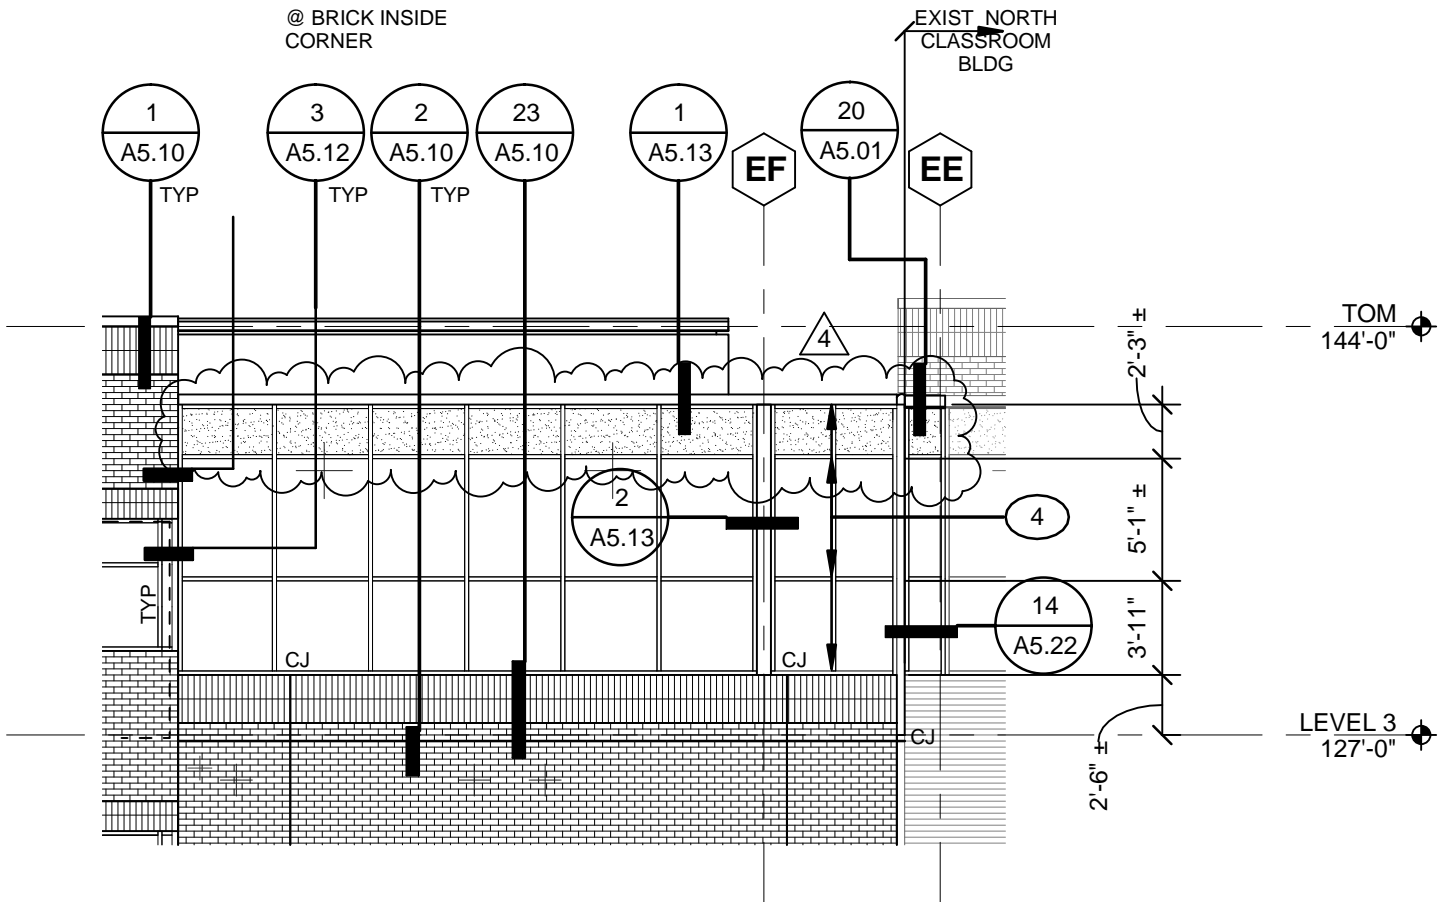 @ BRICK INSIDE
CORNER
EXIST NORTH
CLASSROOM
BLDG
1
A5.10
TYP
3
A5.12
TYP
2
A5.10
TYP
23
A5.10
1
A5.13
EF
20
A5.01
EE
4
TOM
144'-0"
2'-3" ±
2
A5.13
4
5'-1" ±
TYP
14
A5.22
3'-11"
CJ
CJ
CJ
LEVEL 3
127'-0"
2'-6" ±